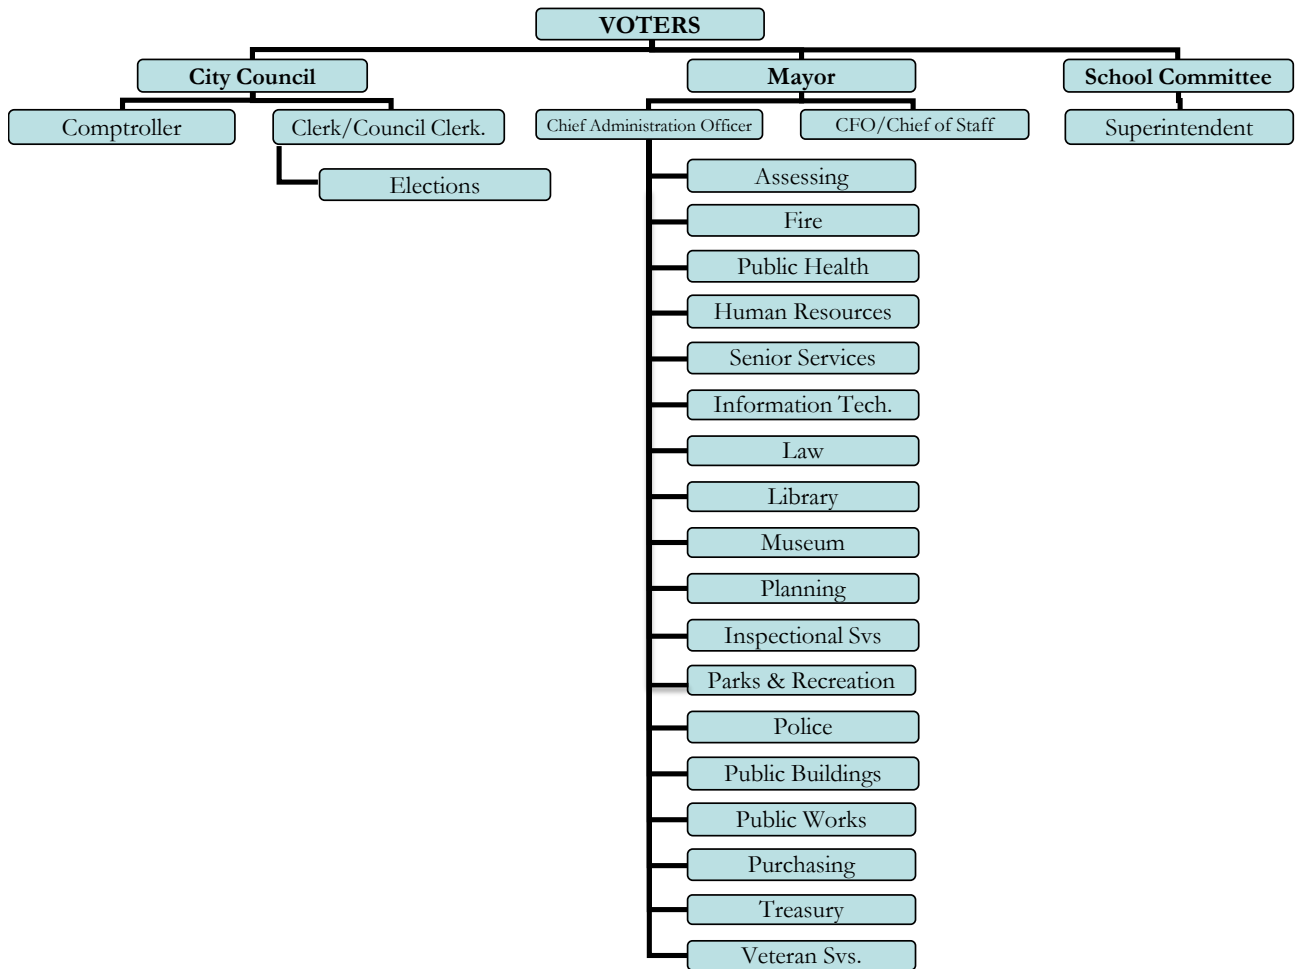 VOTERS
City Council
Mayor
School Committee
Comptroller
Clerk/Council Clerk.
Chief Administration Officer
CFO/Chief of Staff
Superintendent
Elections
Assessing
Fire
Public Health
Human Resources
Senior Services
Information Tech.
Law
Library
Museum
Planning
Inspectional Svs
Parks & Recreation
Police
Public Buildings
Public Works
Purchasing
Treasury
Veteran Svs.